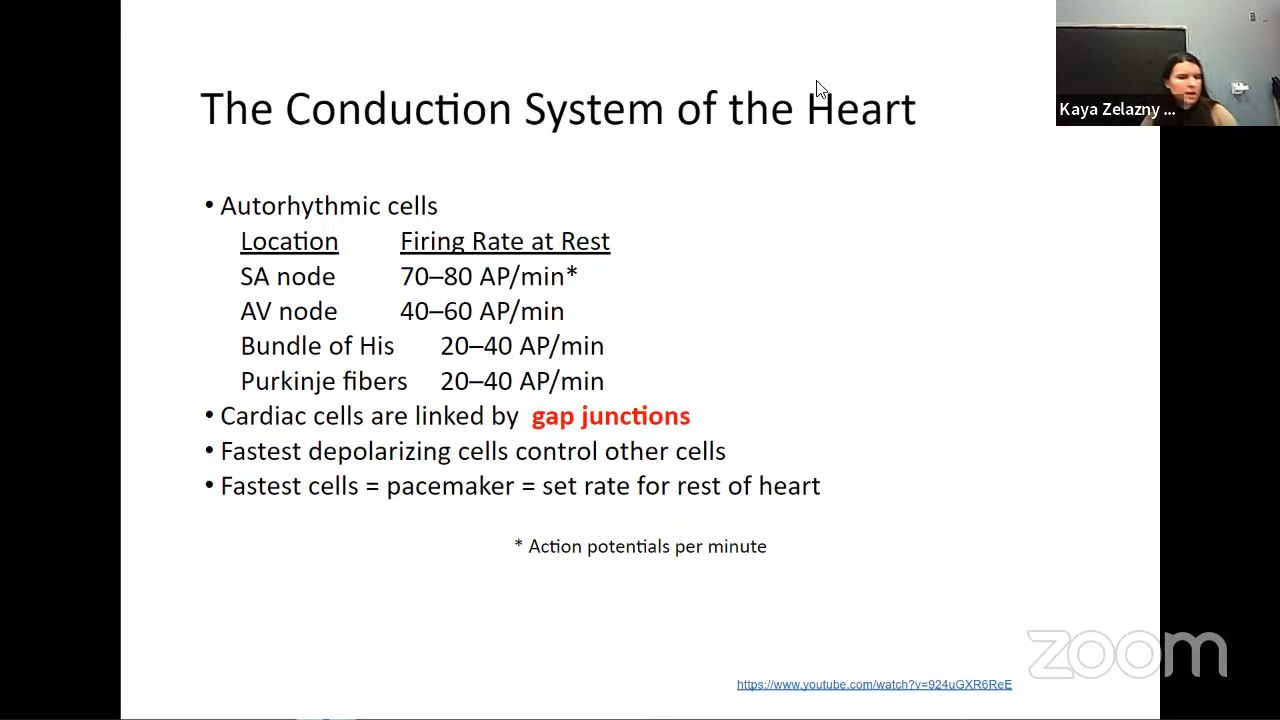 The Conduction System of the Heart
Kaya Zelazny ...
• Autorhythmic cells
Location Firing Rate at Rest
SA node 70–80 AP/min*
AV node 40–60 AP/min
Bundle of His 20–40 AP/min
Purkinje fibers 20–40 AP/min
• Cardiac cells are linked by gap junctions
• Fastest depolarizing cells control other cells
• Fastest cells = pacemaker = set rate for rest of heart
* Action potentials per minute
zoom
https://www.youtube.com/watch?v=924uGXR6ReE